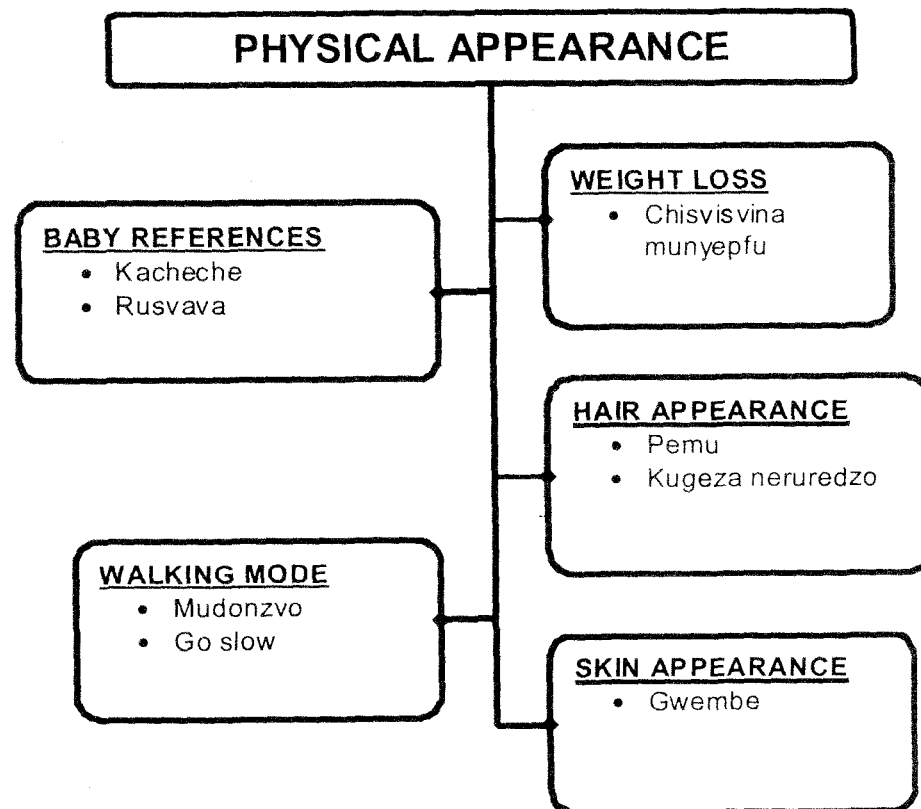 PHYSICAL APPEARANCE
WEIGHT LOSS
• Chisvisvina
munyepfu
BABY REFERENCES
• Kacheche
• Rusvava
HAIR APPEARANCE
• Pemu
• Kugeza neruredzo
WALKING MODE
• Mudonzvo
• Go slow
SKIN APPEARANCE
• Gwembe